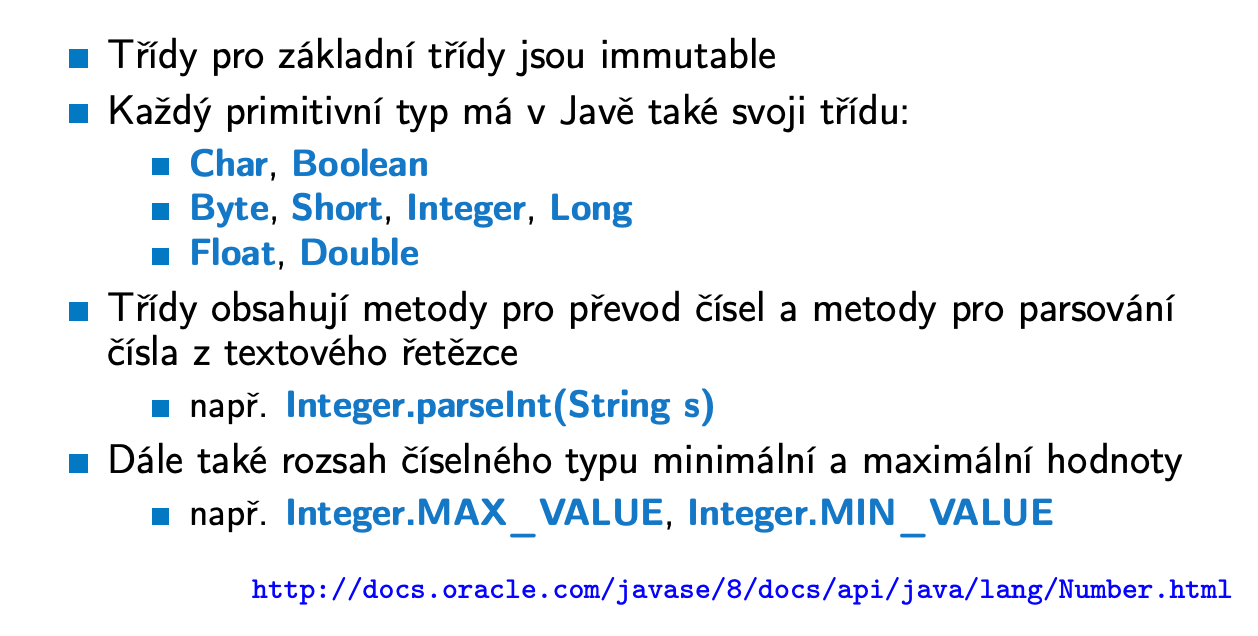 Třídy pro základní třídy jsou immutable
Každý primitivní typ má v Javě také svoji třídu:
Char, Boolean
Byte, Short, Integer, Long
Float, Double
Třídy obsahují metody pro převod čísel a metody pro parsování
čísla z textového řetězce
např. Integer.parseInt(String s)
Dále také rozsah číselného typu minimální a maximální hodnoty
např. Integer.MAX_VALUE, Integer.MIN_VALUE
http://docs.oracle.com/javase/8/docs/api/java/lang/Number.html